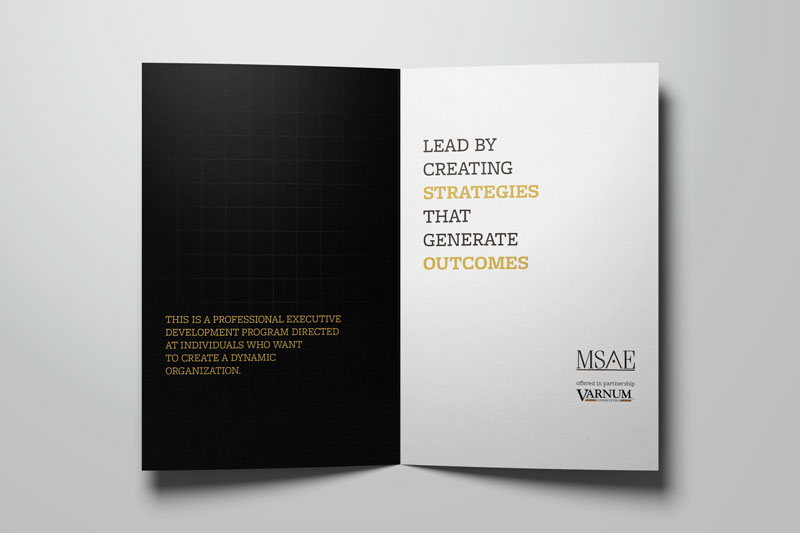 THIS IS A PROFESSIONAL EXECUTIVE
DEVELOPMENT PROGRAM DIRECTED
AT INDIVIDUALS WHO WANT
TO CREATE A DYNAMIC
ORGANIZATION.
LEAD BY
CREATING
STRATEGIES
THAT
GENERATE
OUTCOMES
MSAE
offered in partnership
VARNUM